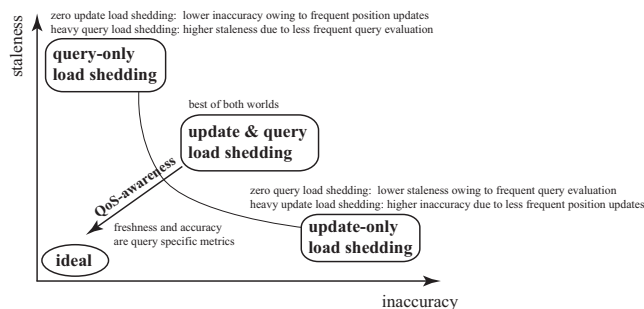 zero update load shedding: lower inaccuracy owing to frequent position updates
heavy query load shedding: higher staleness due to less frequent query evaluation
staleness
query-only
load shedding
best of both worlds
update & query
load shedding
QoS-awareness
zero query load shedding: lower staleness owing to frequent query evaluation
heavy update load shedding: higher inaccuracy due to less frequent position updates
freshness and accuracy
are query specific metrics
update-only
load shedding
ideal
inaccuracy